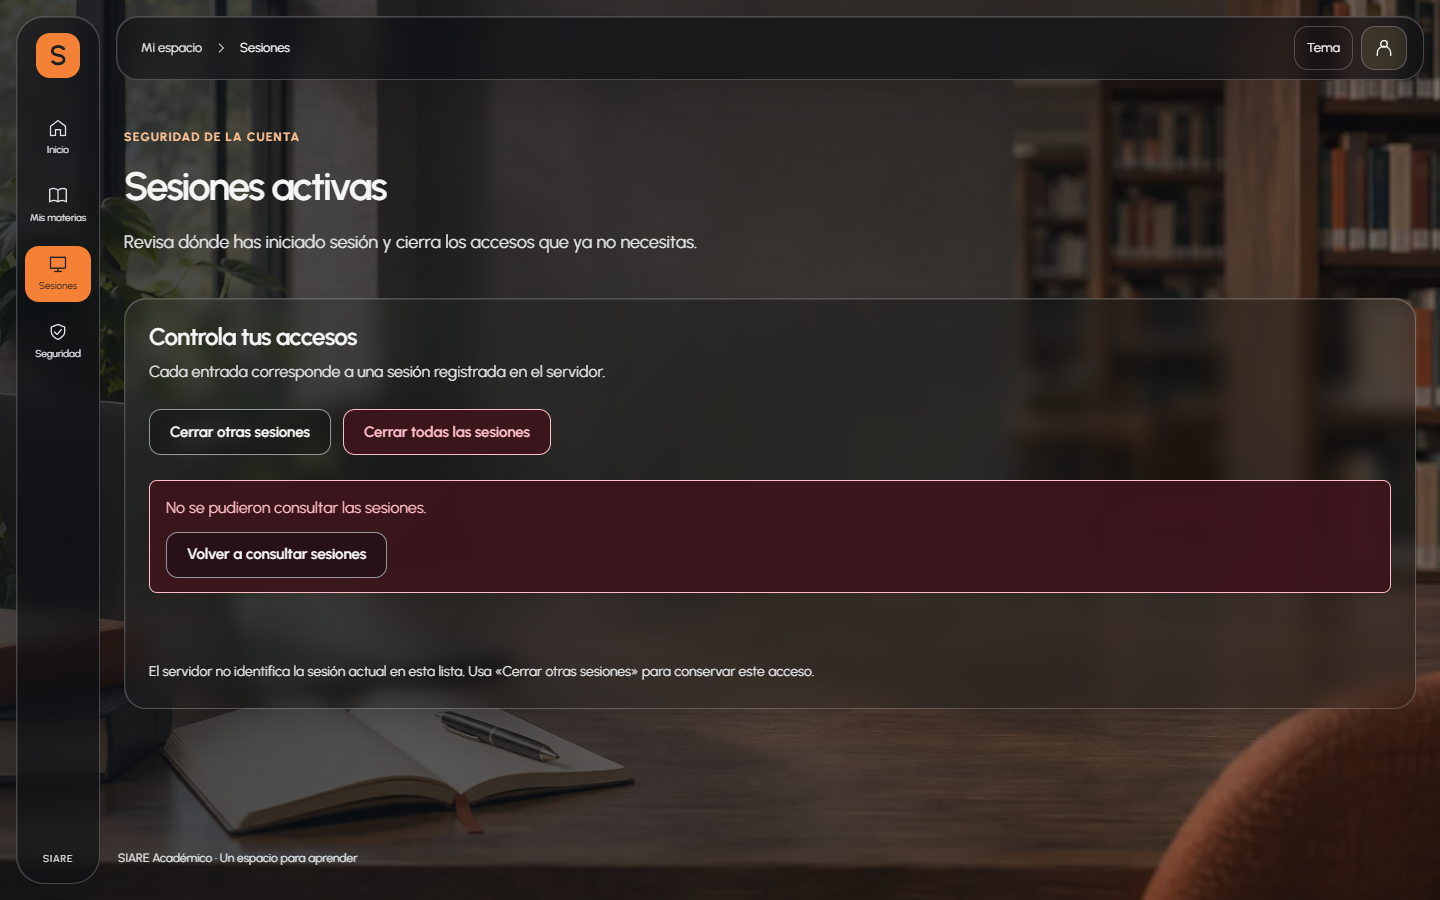 S
Mi espacio > Sesiones
Tema
Inicio
Mis materias
Sesiones
Seguridad
SIARE
SEGURIDAD DE LA CUENTA
Sesiones activas
Revisa dónde has iniciado sesión y cierra los accesos que ya no necesitas.
Controla tus accesos
Cada entrada corresponde a una sesión registrada en el servidor.
Cerrar otras sesiones
Cerrar todas las sesiones
No se pudieron consultar las sesiones.
Volver a consultar sesiones
El servidor no identifica la sesión actual en esta lista. Usa «Cerrar otras sesiones» para conservar este acceso.
SIARE Académico · Un espacio para aprender